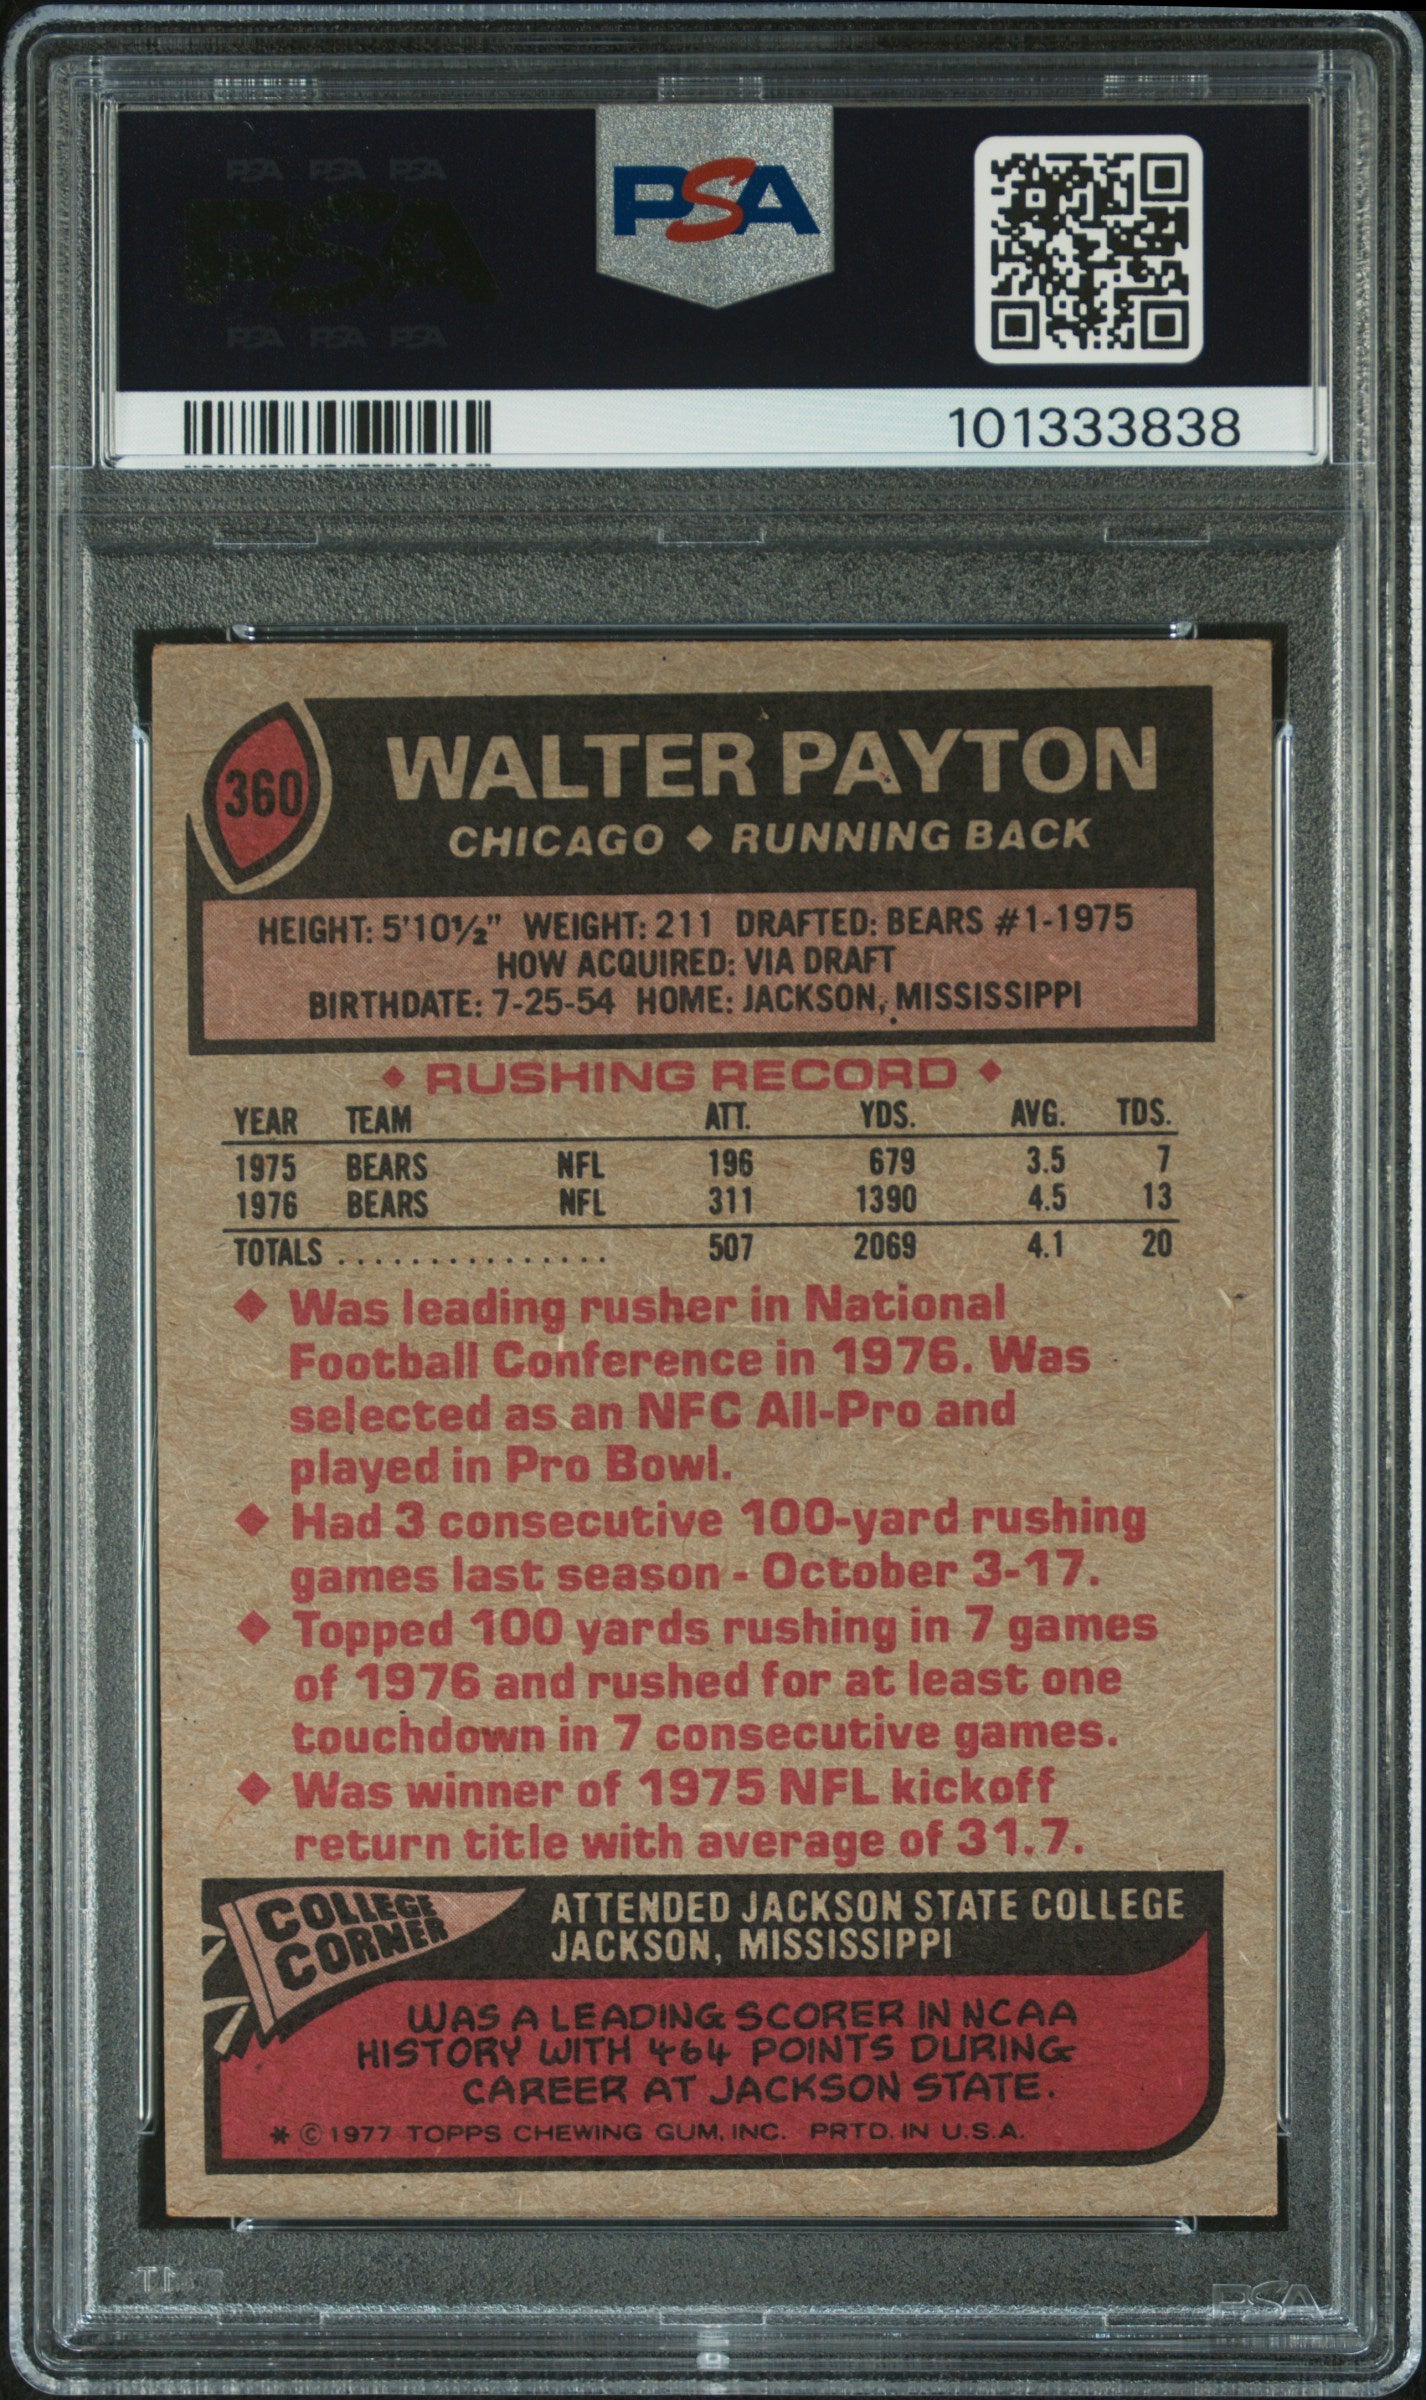 PSA PSA PSA
PSA
PSA PSA PSA
PSA
101333838
360
WALTER PAYTON
CHICAGO ♦ RUNNING BACK
HEIGHT: 5'10½" WEIGHT: 211 DRAFTED: BEARS #1-1975
HOW ACQUIRED: VIA DRAFT
BIRTHDATE: 7-25-54 HOME: JACKSON, MISSISSIPPI
♦ RUSHING RECORD ♦
YEAR TEAM ATT. YDS. AVG. TDS.
1975 BEARS NFL 196 679 3.5 7
1976 BEARS NFL 311 1390 4.5 13
TOTALS ............... 507 2069 4.1 20
♦ Was leading rusher in National
Football Conference in 1976. Was
selected as an NFC All-Pro and
played in Pro Bowl.
♦ Had 3 consecutive 100-yard rushing
games last season - October 3-17.
♦ Topped 100 yards rushing in 7 games
of 1976 and rushed for at least one
touchdown in 7 consecutive games.
♦ Was winner of 1975 NFL kickoff
return title with average of 31.7.
COLLEGE
CORNER
ATTENDED JACKSON STATE COLLEGE
JACKSON, MISSISSIPPI
WAS A LEADING SCORER IN NCAA
HISTORY WITH 464 POINTS DURING
CAREER AT JACKSON STATE.
* © 1977 TOPPS CHEWING GUM, INC. PRTD. IN U.S.A.
PSA